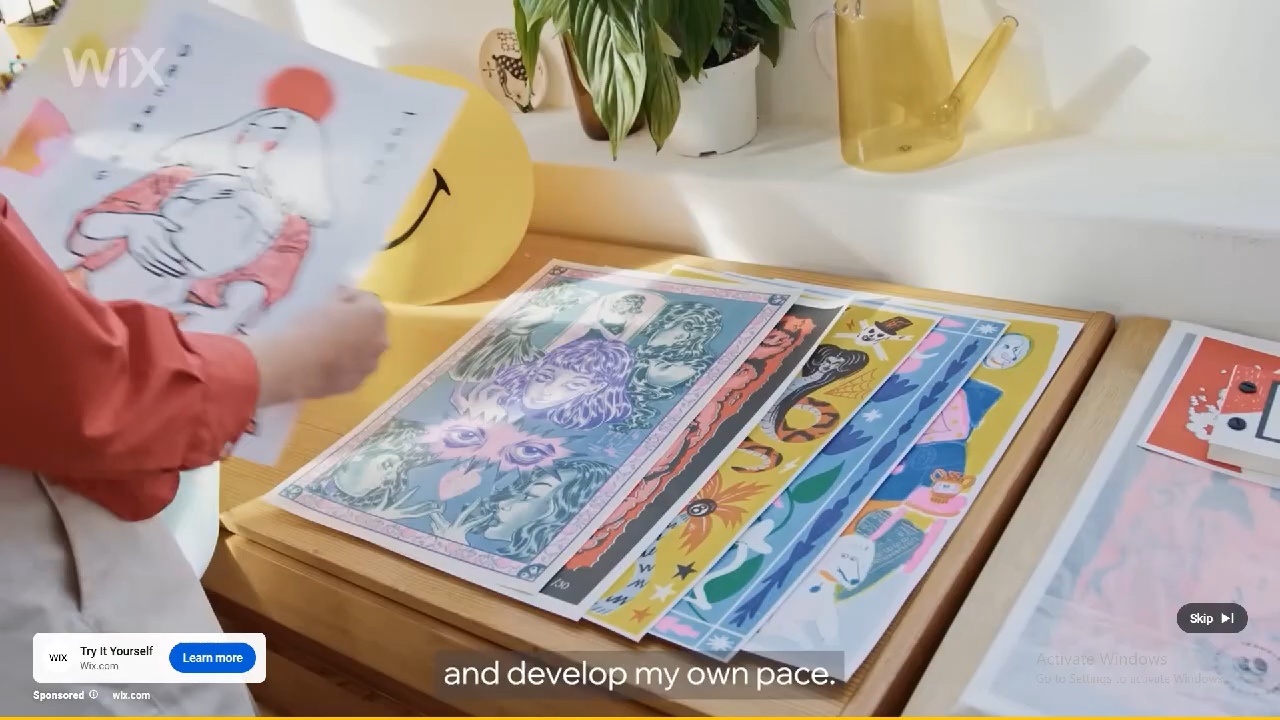 WIX
Skip
WIX
Try It Yourself
Wix.com
Learn more
and develop my own pace.
Activate Windows
Go to Settings to activate Windows.
Sponsored
wix.com